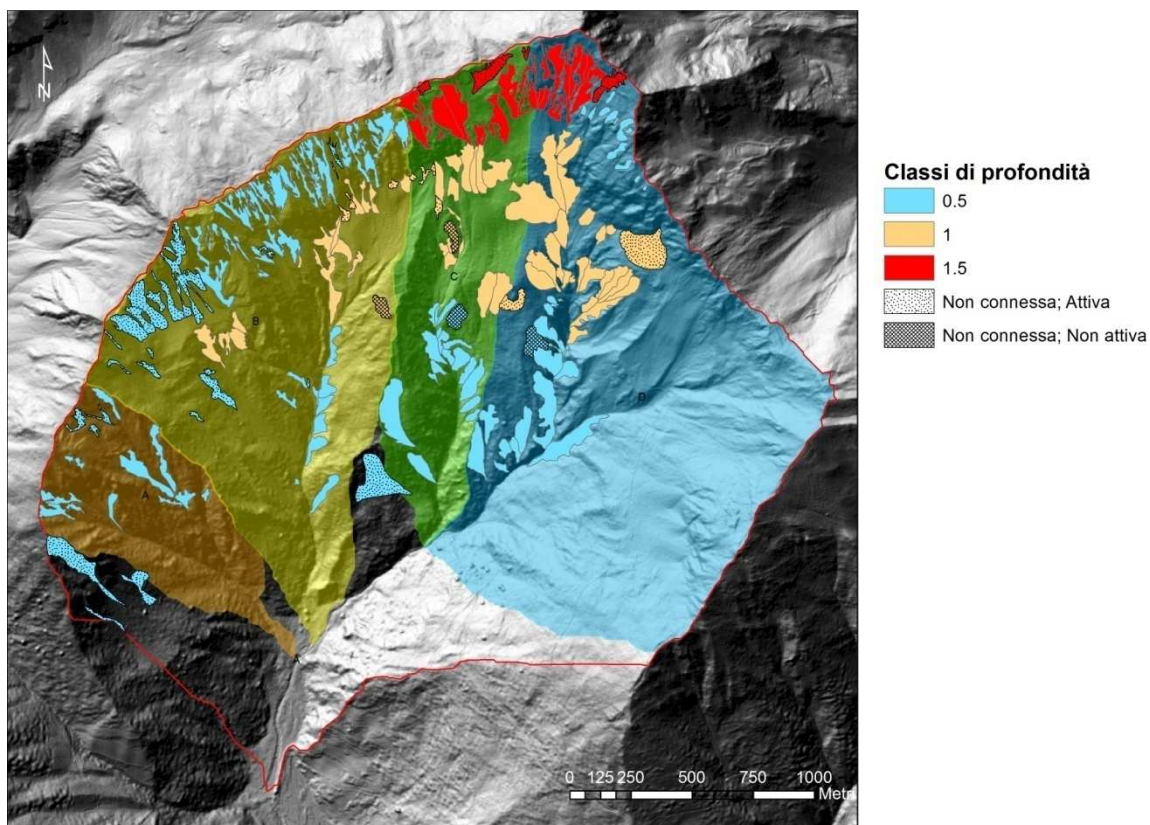 N
Classi di profondità
0.5
1
1.5
Non connessa; Attiva
Non connessa; Non attiva
C
B
D
A
A
0 125 250 500 750 1000
Metri